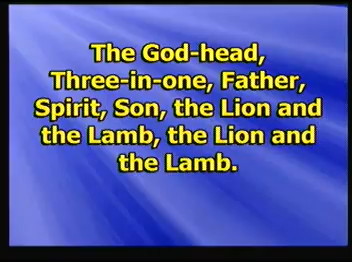 The God-head,
Three-in-one, Father,
Spirit, Son, the Lion and
the Lamb, the Lion and
the Lamb.